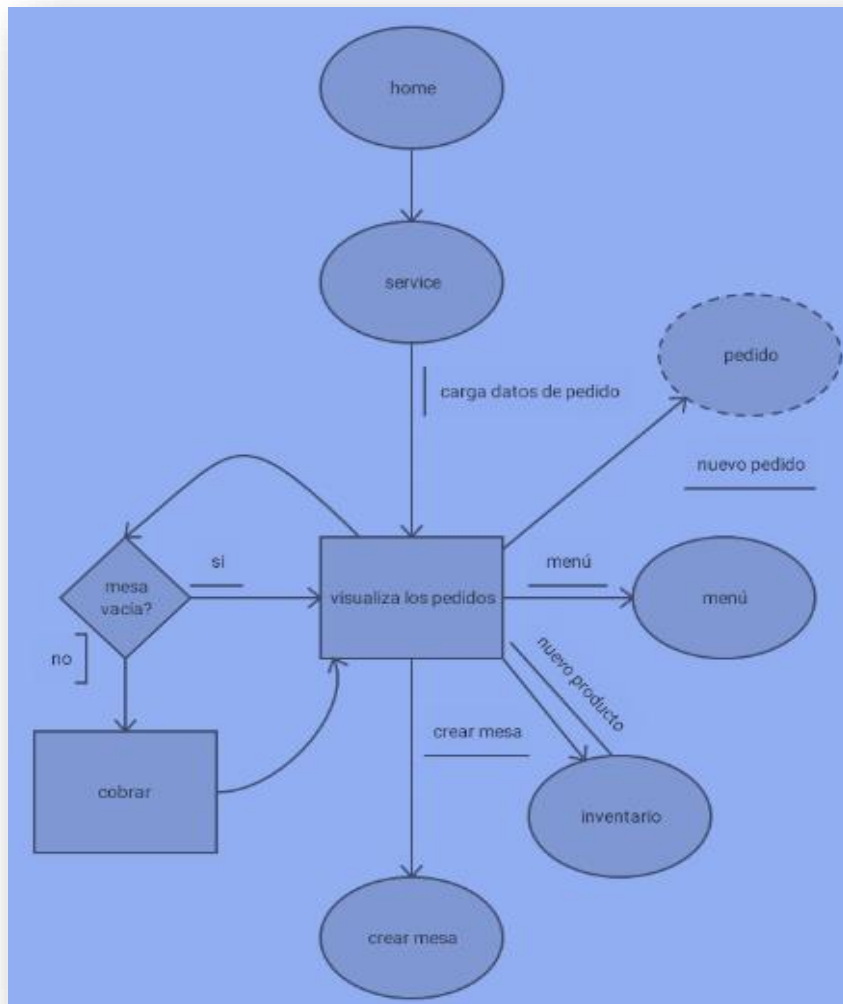 home
service
pedido
carga datos de pedido
nuevo pedido
si
menú
mesa
vacía?
visualiza los pedidos
menú
no
nuevo producto
crear mesa
cobrar
inventario
crear mesa